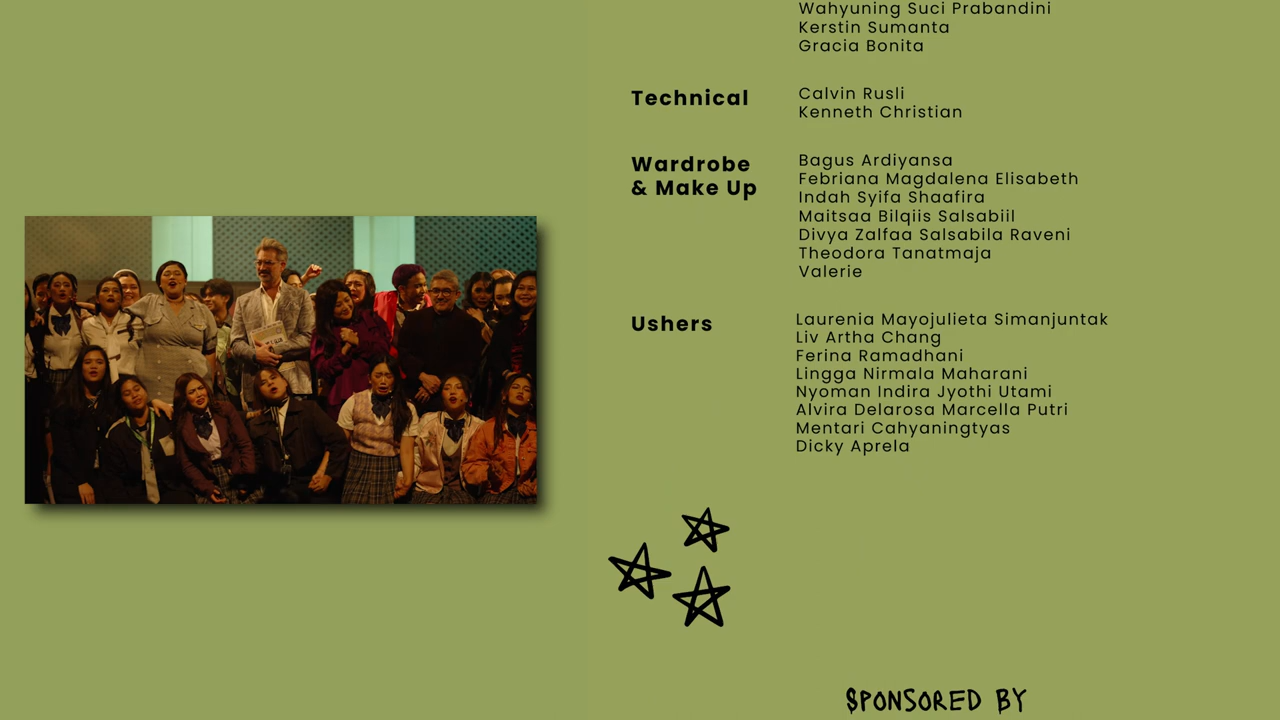 Wahyuning Suci Prabandini
Kerstin Sumanta
Gracia Bonita
Technical
Calvin Rusli
Kenneth Christian
Wardrobe
& Make Up
Bagus Ardiyansa
Febriana Magdalena Elisabeth
Indah Syifa Shaafira
Maitsaa Bilqiis Salsabiil
Divya Zalfaa Salsabila Raveni
Theodora Tanatmaja
Valerie
Ushers
Laurenia Mayojulieta Simanjuntak
Liv Artha Chang
Ferina Ramadhani
Lingga Nirmala Maharani
Nyoman Indira Jyothi Utami
Alvira Delarosa Marcella Putri
Mentari Cahyaningtyas
Dicky Aprela
SPONSORED BY